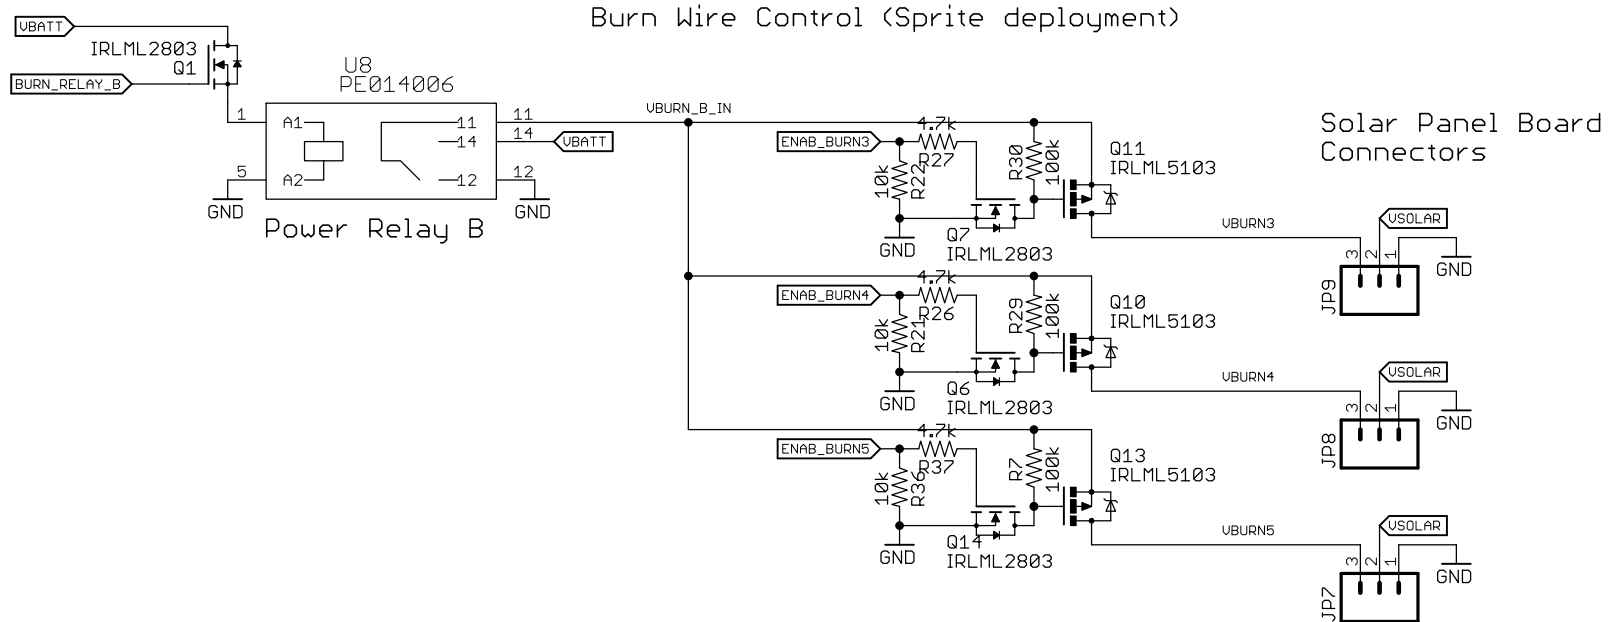 Burn Wire Control (Sprite deployment)
VBATT
IRLML2803
Q1
BURN_RELAY_B
U8
PE014006
1
5
A1
A2
11
14
12
11
14
12
VBATT
GND
GND
Power Relay B
VBURN_B_IN
ENAB_BURN3
4.7k
R27
10k
R22
R30
100k
Q11
IRLML5103
GND
Q7
IRLML2803
VBURN3
Solar Panel Board
Connectors
VSOLAR
3
2
1
GND
JP9
ENAB_BURN4
4.7k
R26
10k
R21
R29
100k
Q10
IRLML5103
GND
Q6
IRLML2803
VBURN4
VSOLAR
3
2
1
GND
JP8
ENAB_BURN5
4.7k
R37
10k
R36
R7
100k
Q13
IRLML5103
GND
Q14
IRLML2803
VBURN5
VSOLAR
3
2
1
GND
JP7